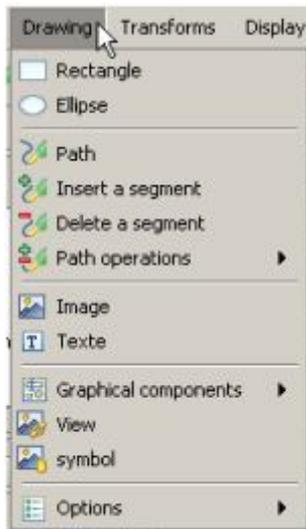 Drawing Transforms Display
Rectangle
Ellipse
Path
Insert a segment
Delete a segment
Path operations
Image
T Texte
Graphical components
View
symbol
Options